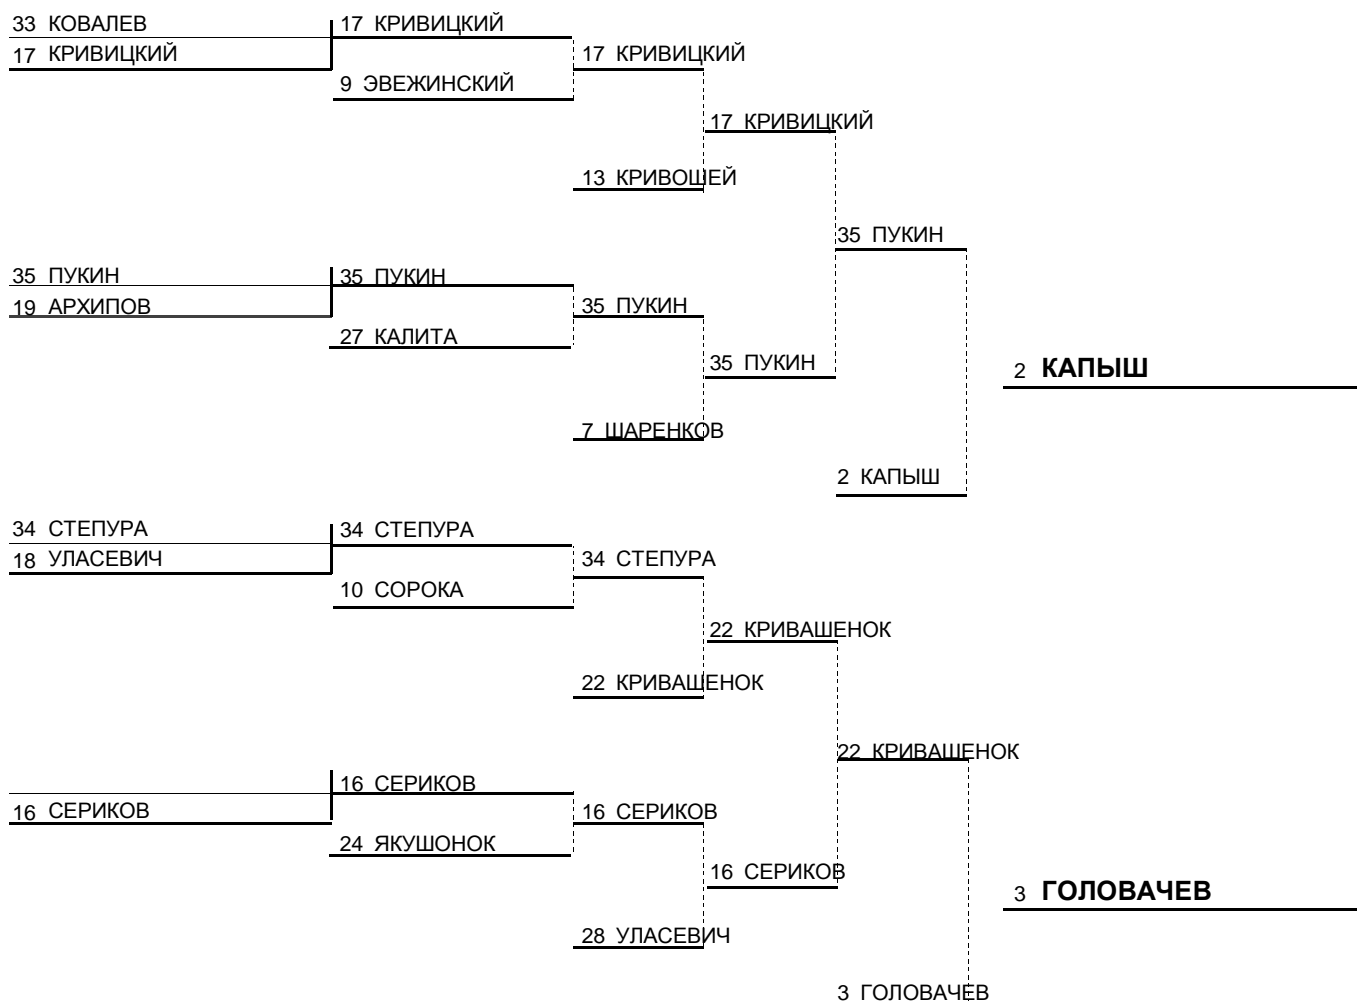 33 КОВАЛЕВ
17 КРИВИЦКИЙ
17 КРИВИЦКИЙ
9 ЭВЕЖИНСКИЙ
17 КРИВИЦКИЙ
17 КРИВИЦКИЙ
13 КРИВОШЕЙ
35 ПУКИН
35 ПУКИН
19 АРХИПОВ
35 ПУКИН
27 КАЛИТА
35 ПУКИН
35 ПУКИН
2 КАПЫШ
7 ШАРЕНКОВ
2 КАПЫШ
34 СТЕПУРА
18 УЛАСЕВИЧ
34 СТЕПУРА
10 СОРОКА
34 СТЕПУРА
22 КРИВАШЕНОК
22 КРИВАШЕНОК
22 КРИВАШЕНОК
16 СЕРИКОВ
16 СЕРИКОВ
24 ЯКУШОНОК
16 СЕРИКОВ
16 СЕРИКОВ
3 ГОЛОВАЧЕВ
28 УЛАСЕВИЧ
3 ГОЛОВАЧЕВ